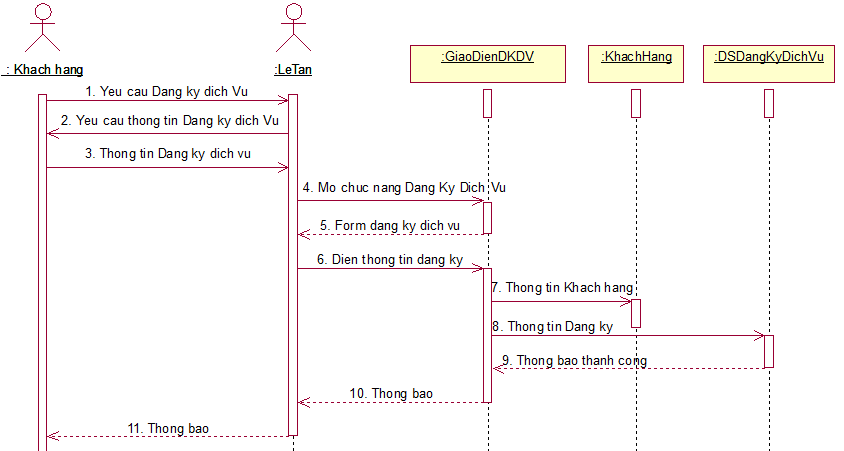 : Khach hang
:LeTan
:GiaoDienDKDV
:KhachHang
:DSDangKyDichVu
1. Yeu cau Dang ky dich Vu
2. Yeu cau thong tin Dang ky dich Vu
3. Thong tin Dang ky dich vu
4. Mo chuc nang Dang Ky Dich Vu
5. Form dang ky dich vu
6. Dien thong tin dang ky
7. Thong tin Khach hang
8. Thong tin Dang ky
9. Thong bao thanh cong
10. Thong bao
11. Thong bao